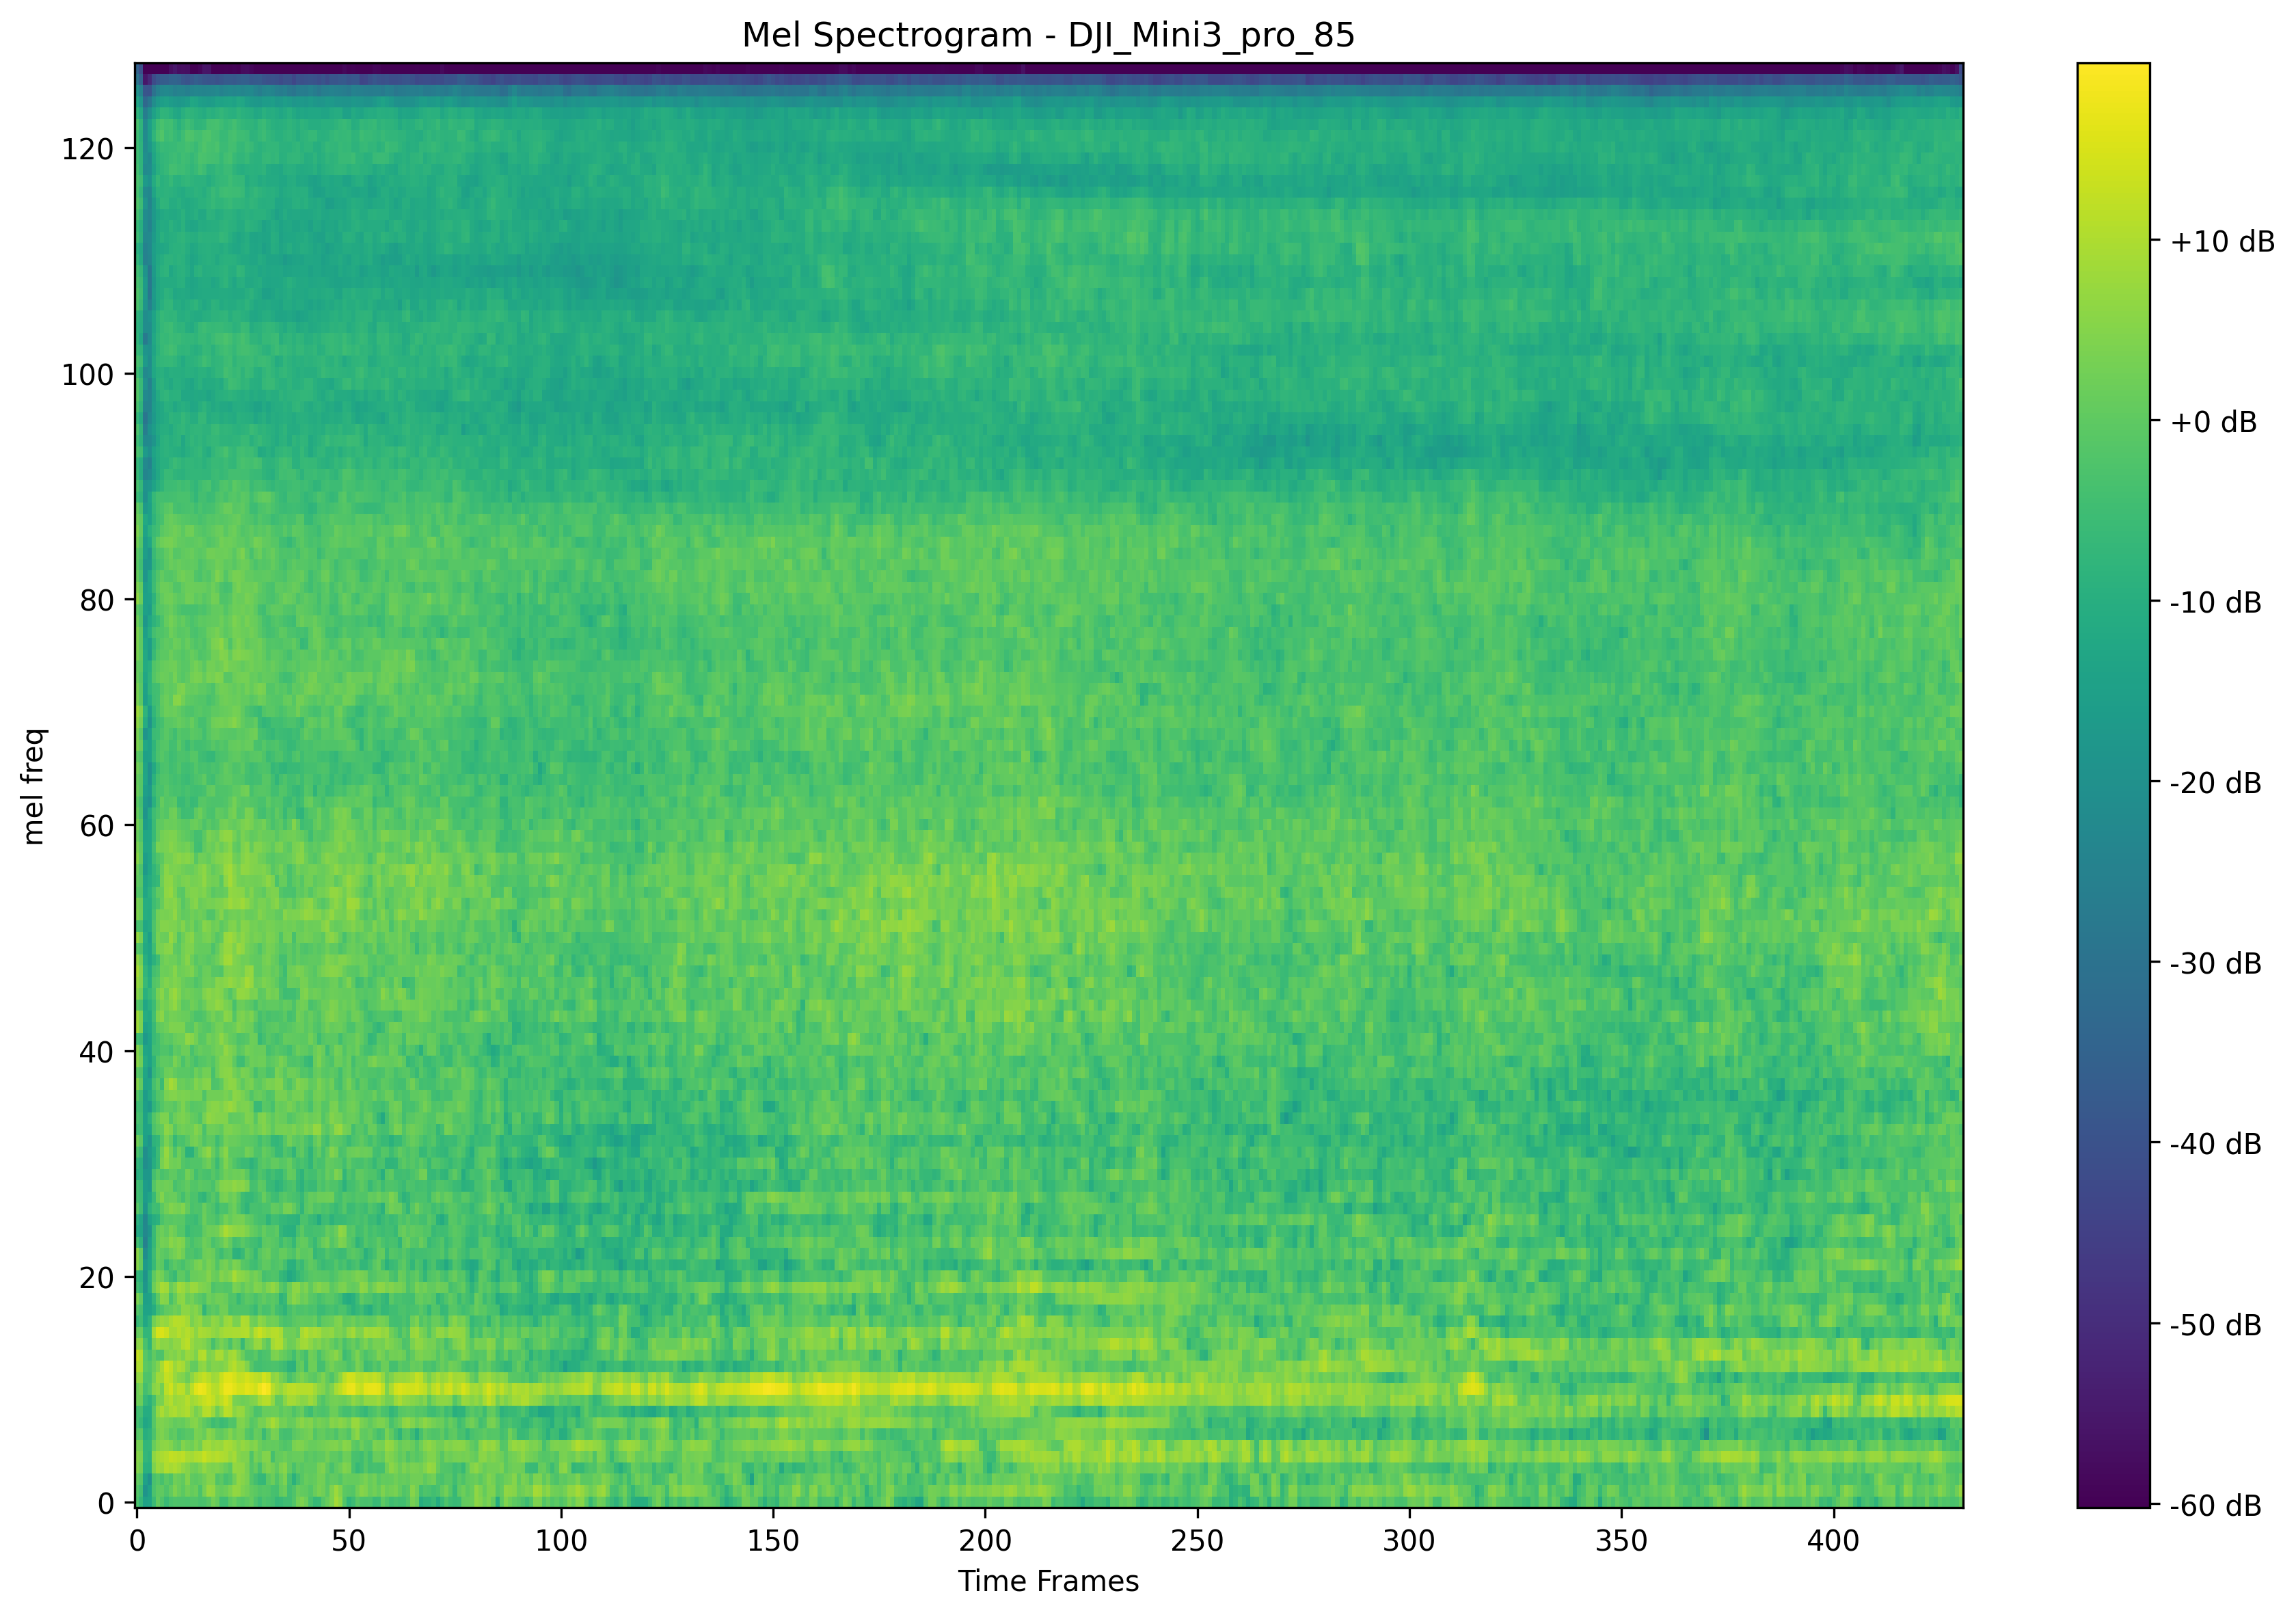 Mel Spectrogram - DJI_Mini3_pro_85
mel freq
120
100
80
60
40
20
0
0 50 100 150 200 250 300 350 400
Time Frames
+10 dB
+0 dB
-10 dB
-20 dB
-30 dB
-40 dB
-50 dB
-60 dB